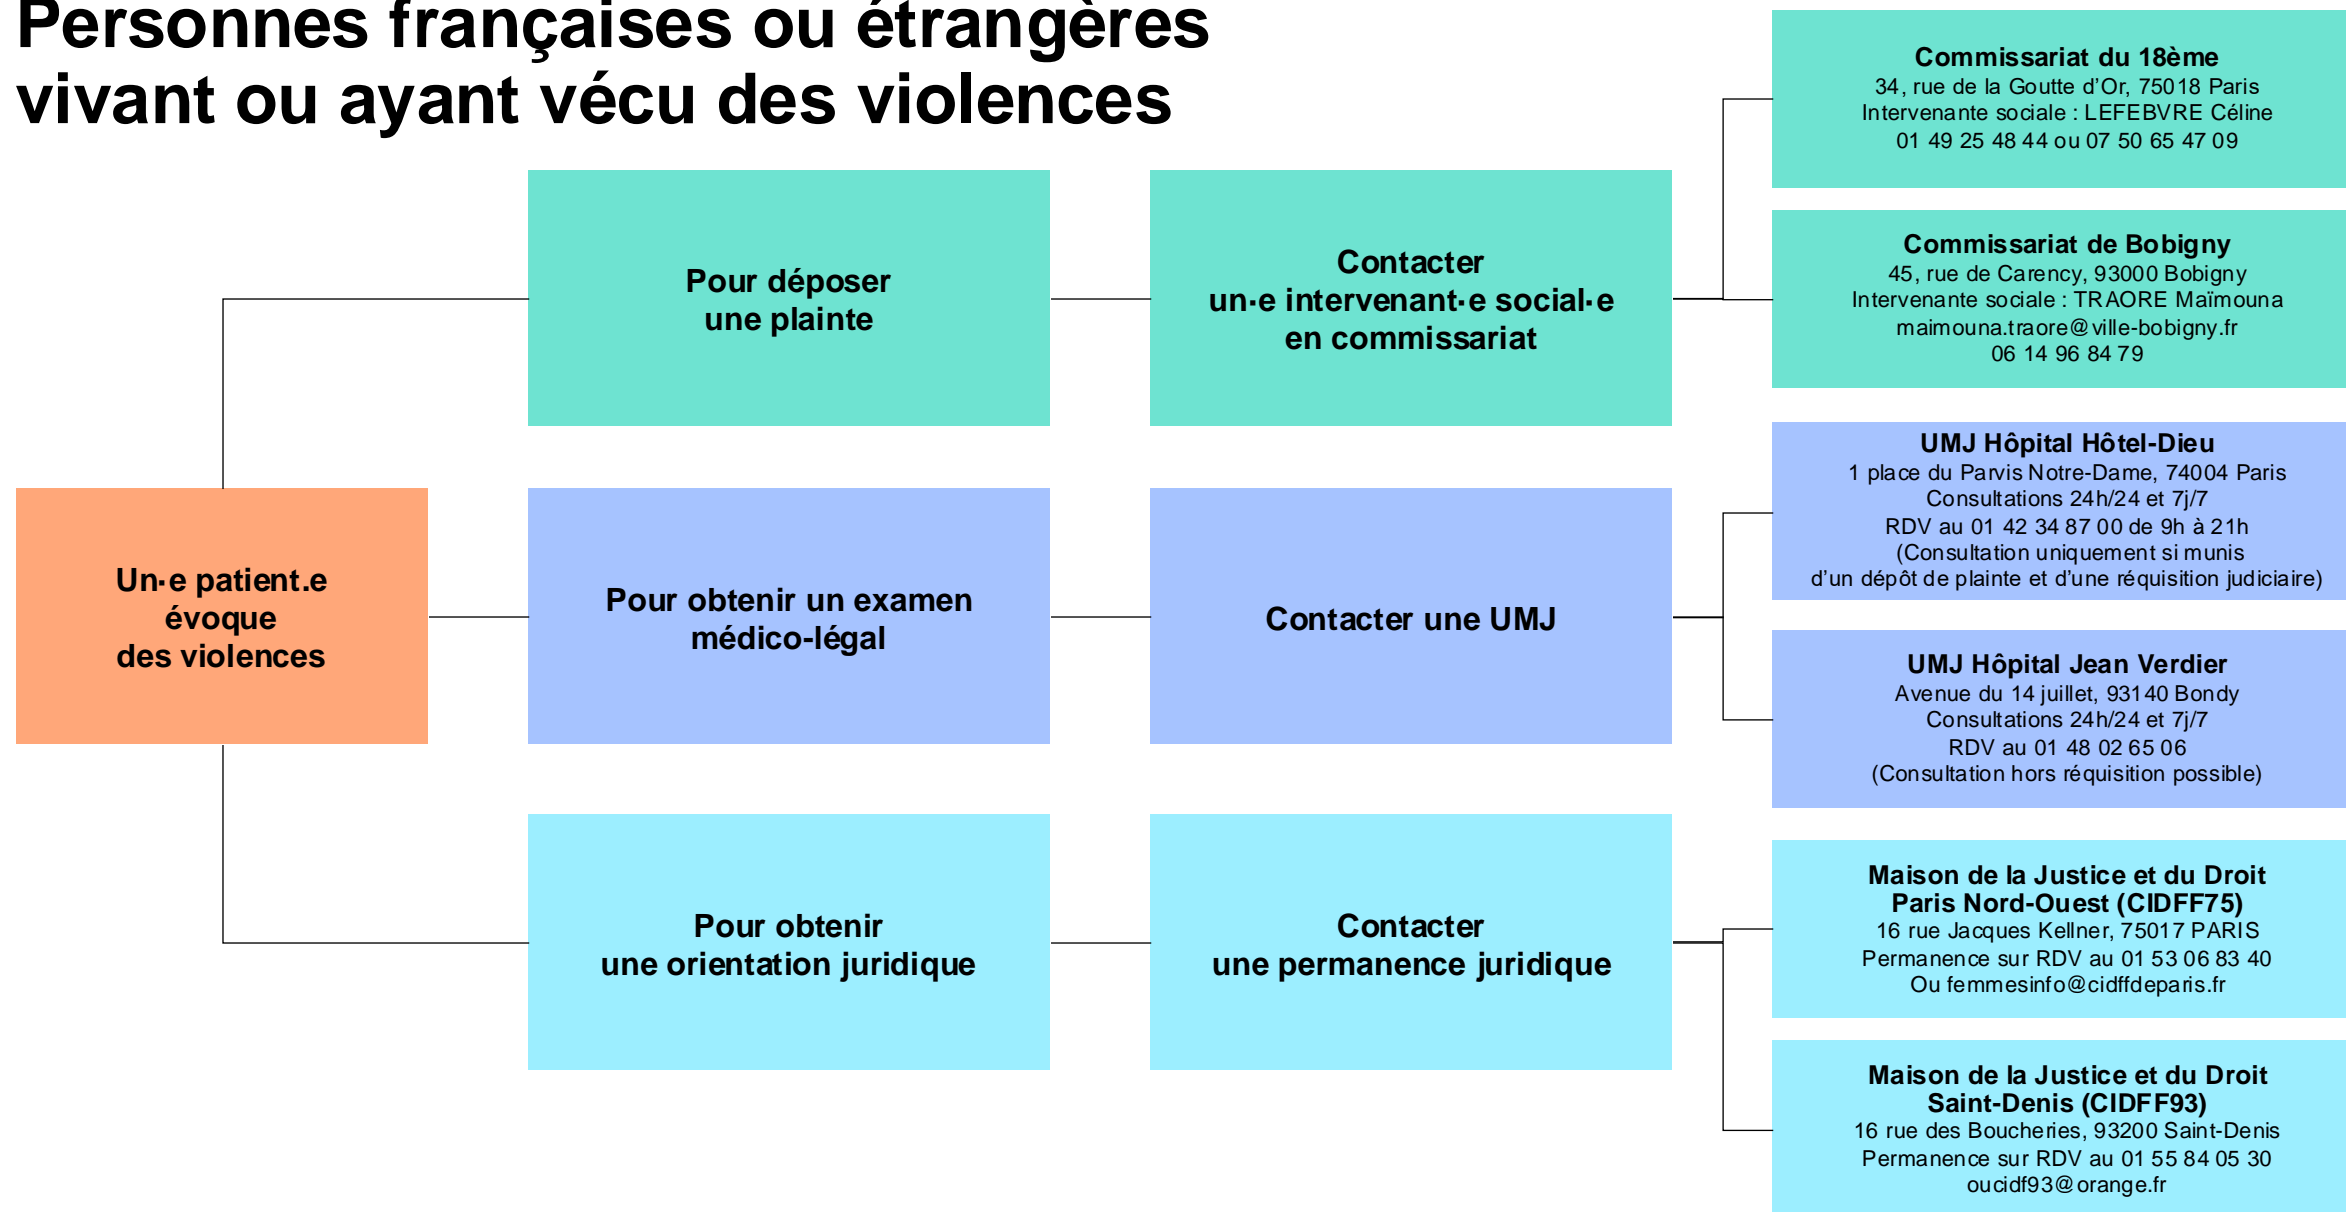 Personnes françaises ou étrangères
vivant ou ayant vécu des violences
Un·e patient.e
évoque
des violences
Pour déposer
une plainte
Contacter
un·e intervenant·e social·e
en commissariat
Commissariat du 18ème
34, rue de la Goutte d’Or, 75018 Paris
Intervenante sociale : LEFEBVRE Céline
01 49 25 48 44 ou 07 50 65 47 09
Commissariat de Bobigny
45, rue de Carency, 93000 Bobigny
Intervenante sociale : TRAORE Maïmouna
maimouna.traore@ville-bobigny.fr
06 14 96 84 79
Pour obtenir un examen
médico-légal
Contacter une UMJ
UMJ Hôpital Hôtel-Dieu
1 place du Parvis Notre-Dame, 74004 Paris
Consultations 24h/24 et 7j/7
RDV au 01 42 34 87 00 de 9h à 21h
(Consultation uniquement si munis
d’un dépôt de plainte et d’une réquisition judiciaire)
UMJ Hôpital Jean Verdier
Avenue du 14 juillet, 93140 Bondy
Consultations 24h/24 et 7j/7
RDV au 01 48 02 65 06
(Consultation hors réquisition possible)
Pour obtenir
une orientation juridique
Contacter
une permanence juridique
Maison de la Justice et du Droit
Paris Nord-Ouest (CIDFF75)
16 rue Jacques Kellner, 75017 PARIS
Permanence sur RDV au 01 53 06 83 40
Ou femmesinfo@cidffdeparis.fr
Maison de la Justice et du Droit
Saint-Denis (CIDFF93)
16 rue des Boucheries, 93200 Saint-Denis
Permanence sur RDV au 01 55 84 05 30
oucidf93@orange.fr